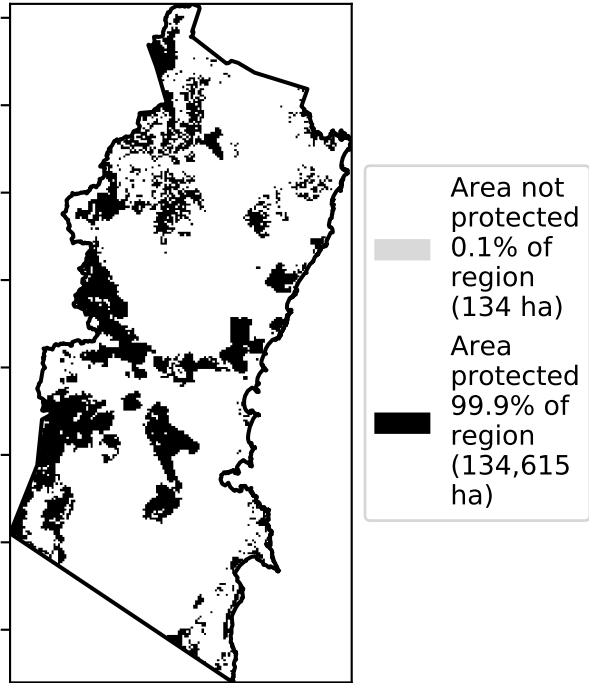 Area not
protected
0.1% of
region
(134 ha)
Area
protected
99.9% of
region
(134,615
ha)